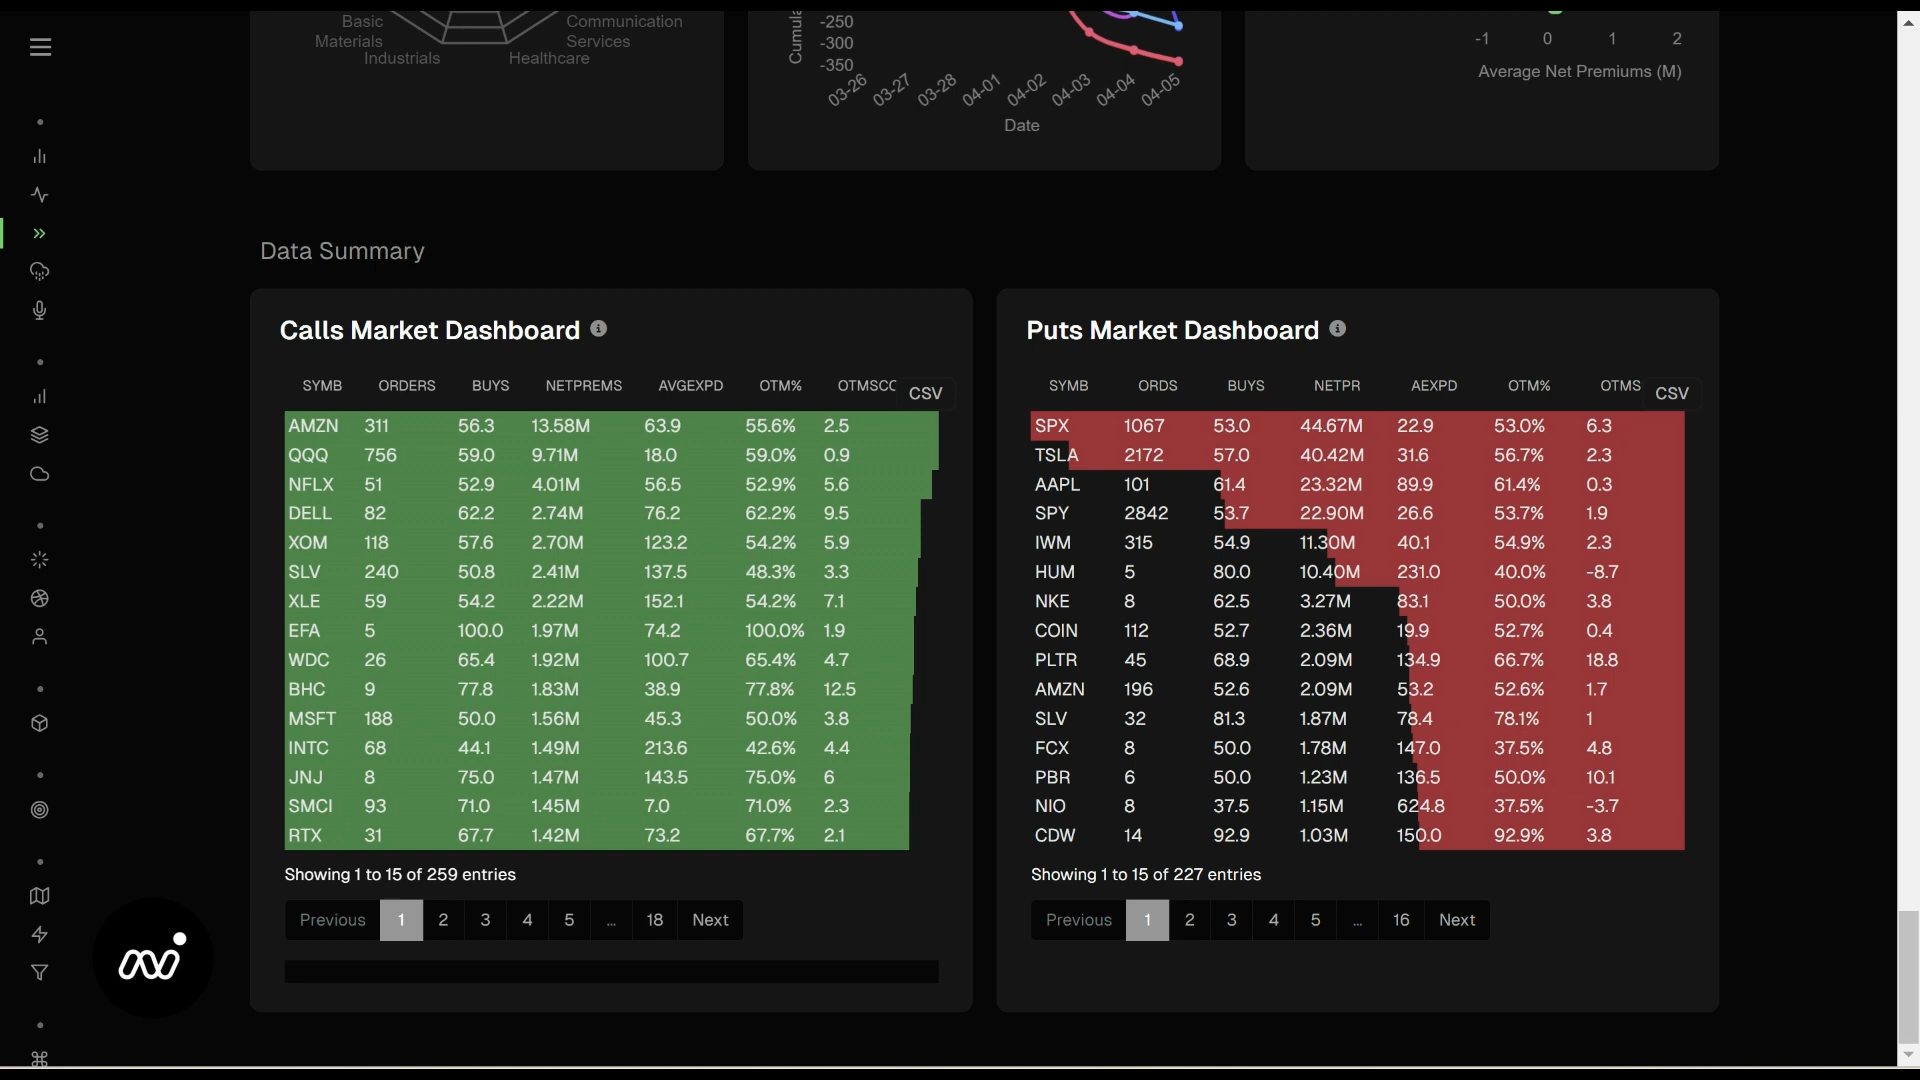 Basic
Materials
Industrials
Communication
Services
Healthcare
-250
-300
-350
03-26 03-27 03-28 04-01 04-02 04-03 04-04 04-05
Date
-1 0 1 2
Average Net Premiums (M)
Data Summary
Calls Market Dashboard
CSV
SYMB ORDERS BUYS NETPREMS AVGEXPD OTM%
AMZN 311 56.3 13.58M 63.9 55.6% 2.5
QQQ 756 59.0 9.71M 18.0 59.0% 0.9
NFLX 51 52.9 4.01M 56.5 52.9% 5.6
DELL 82 62.2 2.74M 76.2 62.2% 9.5
XOM 118 57.6 2.70M 123.2 54.2% 5.9
SLV 240 50.8 2.41M 137.5 48.3% 3.3
XLE 59 54.2 2.22M 152.1 54.2% 7.1
EFA 5 100.0 1.97M 74.2 100.0% 1.9
WDC 26 65.4 1.92M 100.7 65.4% 4.7
BHC 9 77.8 1.83M 38.9 77.8% 12.5
MSFT 188 50.0 1.56M 45.3 50.0% 3.8
INTC 68 44.1 1.49M 213.6 42.6% 4.4
JNJ 8 75.0 1.47M 143.5 75.0% 6
SMCI 93 71.0 1.45M 7.0 71.0% 2.3
RTX 31 67.7 1.42M 73.2 67.7% 2.1
Showing 1 to 15 of 259 entries
Previous 1 2 3 4 5 ... 18 Next
Puts Market Dashboard
CSV
SYMB ORDS BUYS NETPR AEXPD OTM% OTMS
SPX 1067 53.0 44.67M 22.9 53.0% 6.3
TSLA 2172 57.0 40.42M 31.6 56.7% 2.3
AAPL 101 61.4 23.32M 89.9 61.4% 0.3
SPY 2842 53.7 22.90M 26.6 53.7% 1.9
IWM 315 54.9 11.30M 40.1 54.9% 2.3
HUM 5 80.0 10.40M 231.0 40.0% -8.7
NKE 8 62.5 3.27M 83.1 50.0% 3.8
COIN 112 52.7 2.36M 19.9 52.7% 0.4
PLTR 45 68.9 2.09M 134.9 66.7% 18.8
AMZN 196 52.6 2.09M 53.2 52.6% 1.7
SLV 32 81.3 1.87M 78.4 78.1% 1
FCX 8 50.0 1.78M 147.0 37.5% 4.8
PBR 6 50.0 1.23M 136.5 50.0% 10.1
NIO 8 37.5 1.15M 624.8 37.5% -3.7
CDW 14 92.9 1.03M 150.0 92.9% 3.8
Showing 1 to 15 of 227 entries
Previous 1 2 3 4 5 ... 16 Next